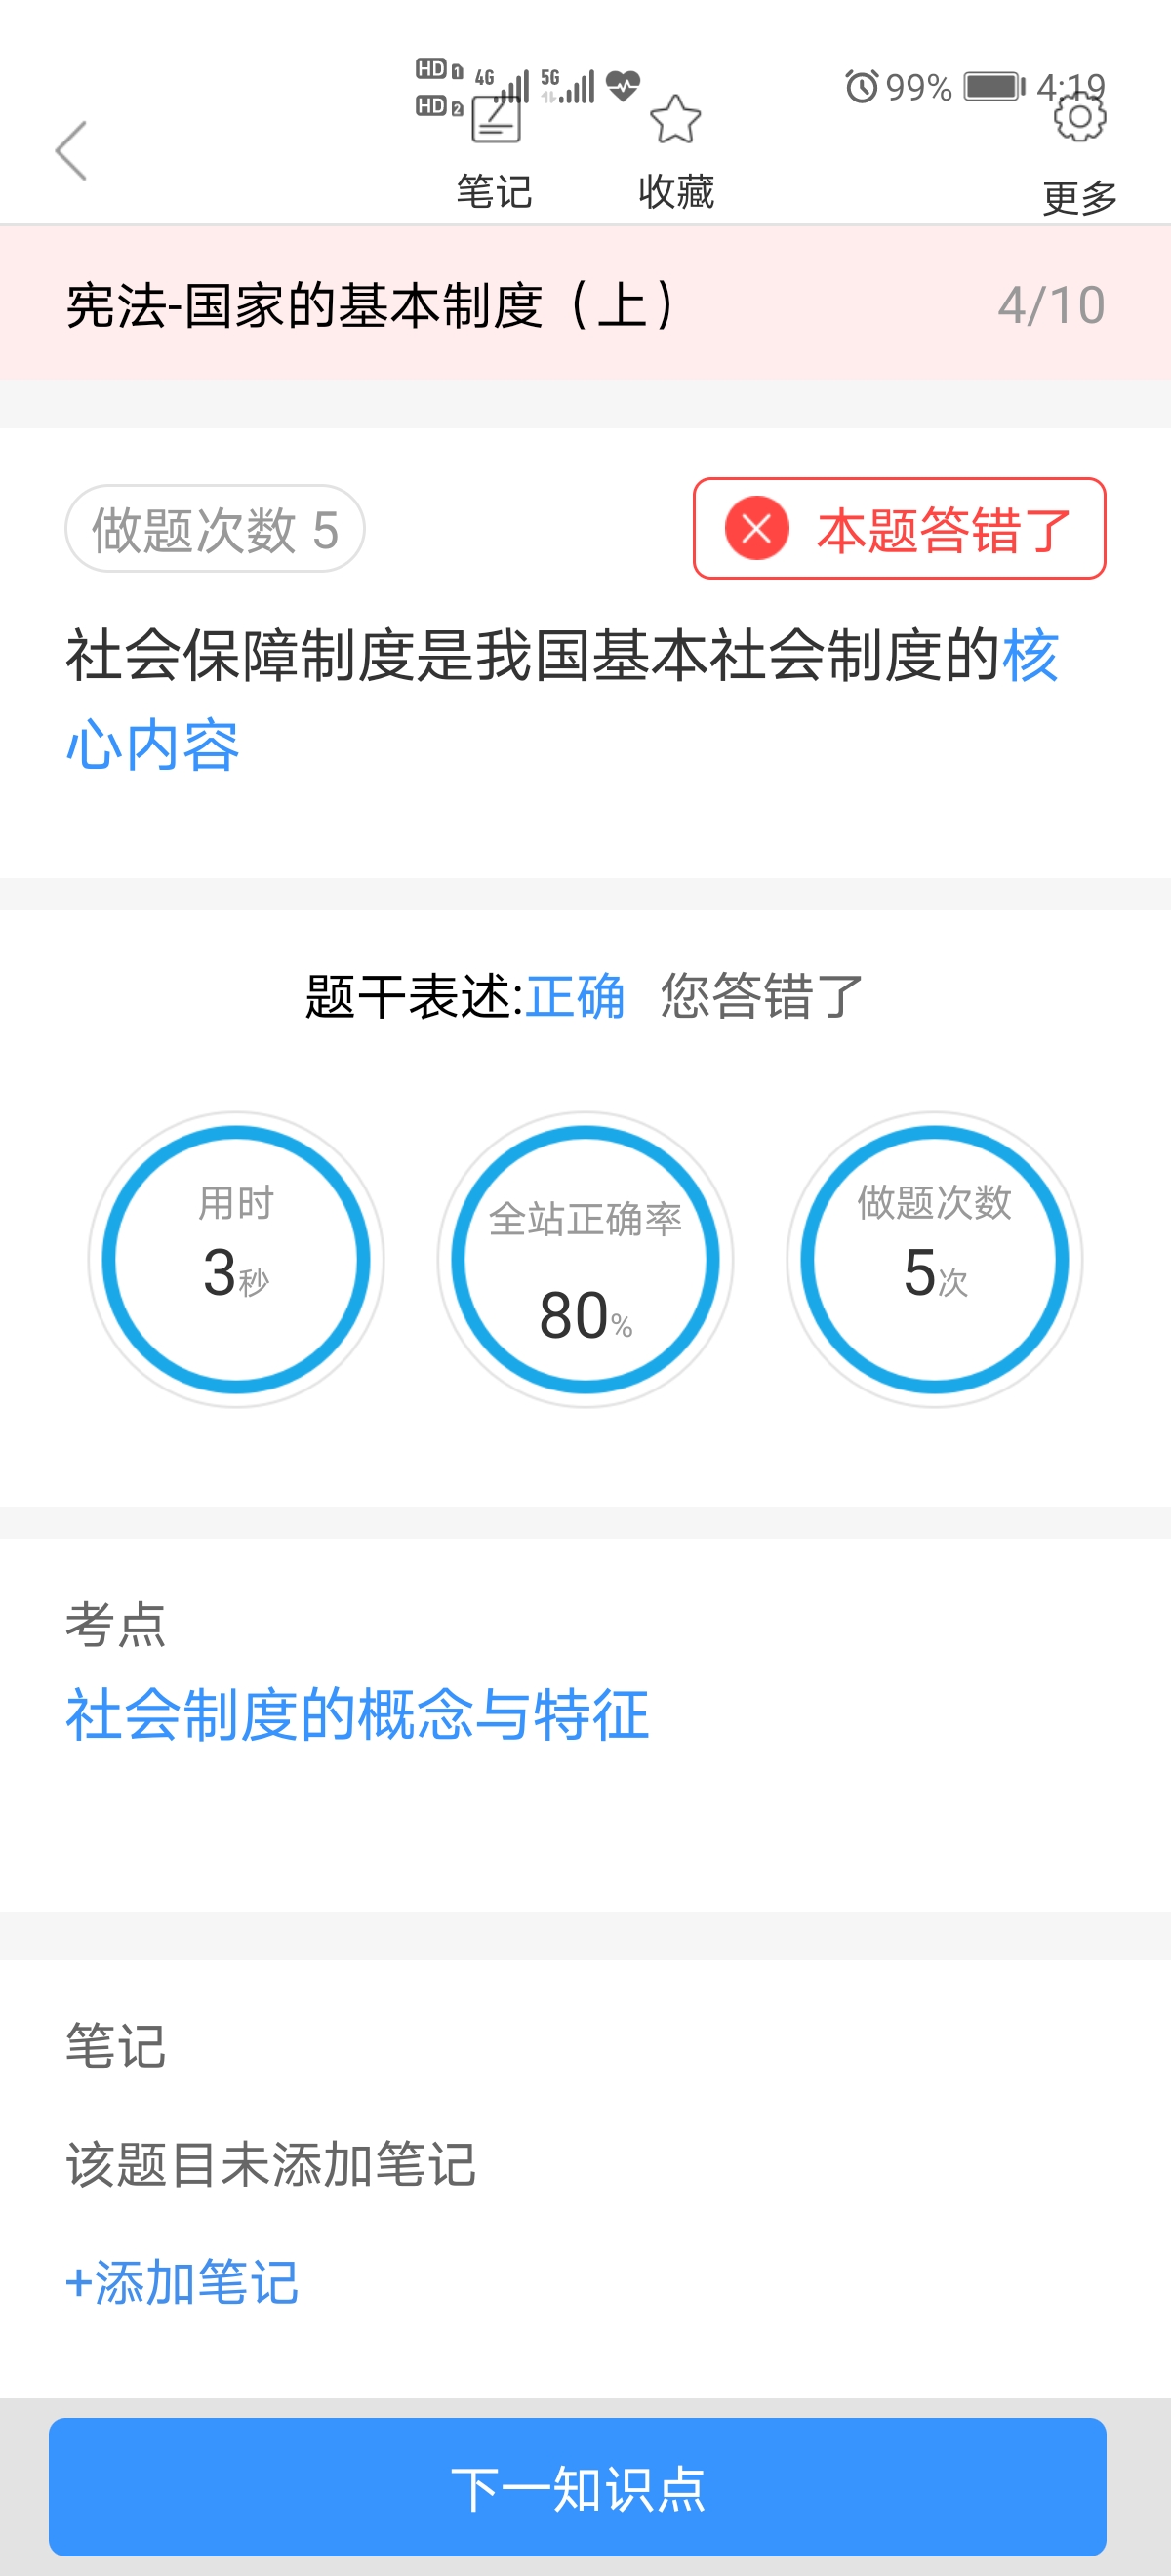 HD 1 4G 5G 99% 4:19
HD 2
笔记 收藏 更多
宪法-国家的基本制度（上） 4/10
做题次数 5 本题答错了
社会保障制度是我国基本社会制度的核
心内容
题干表述:正确 您答错了
用时 全站正确率 做题次数
3秒 80% 5次
考点
社会制度的概念与特征
笔记
该题目未添加笔记
+添加笔记
下一知识点